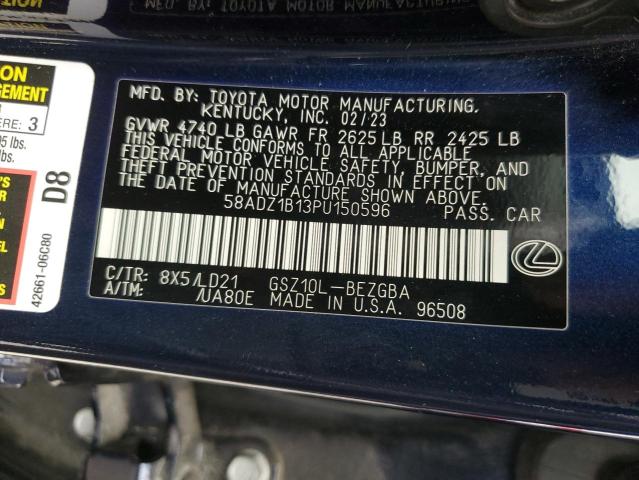 MFD. BY: TOYOTA MOTOR MANUFACTURING,
KENTUCKY, INC. 02/23
GVWR 4740 LB GAWR FR 2625 LB RR 2425 LB
THIS VEHICLE CONFORMS TO ALL APPLICABLE
FEDERAL MOTOR VEHICLE SAFETY, BUMPER, AND
THEFT PREVENTION STANDARDS IN EFFECT ON
THE DATE OF MANUFACTURE SHOWN ABOVE.
58ADZ1B13PU150596 PASS. CAR
C/TR: 8X5/LD21 GSZ10L-BEZGBA
A/TM: /UA80E MADE IN U.S.A. 96508
D8
42661-06C80
3
lbs.
lbs.